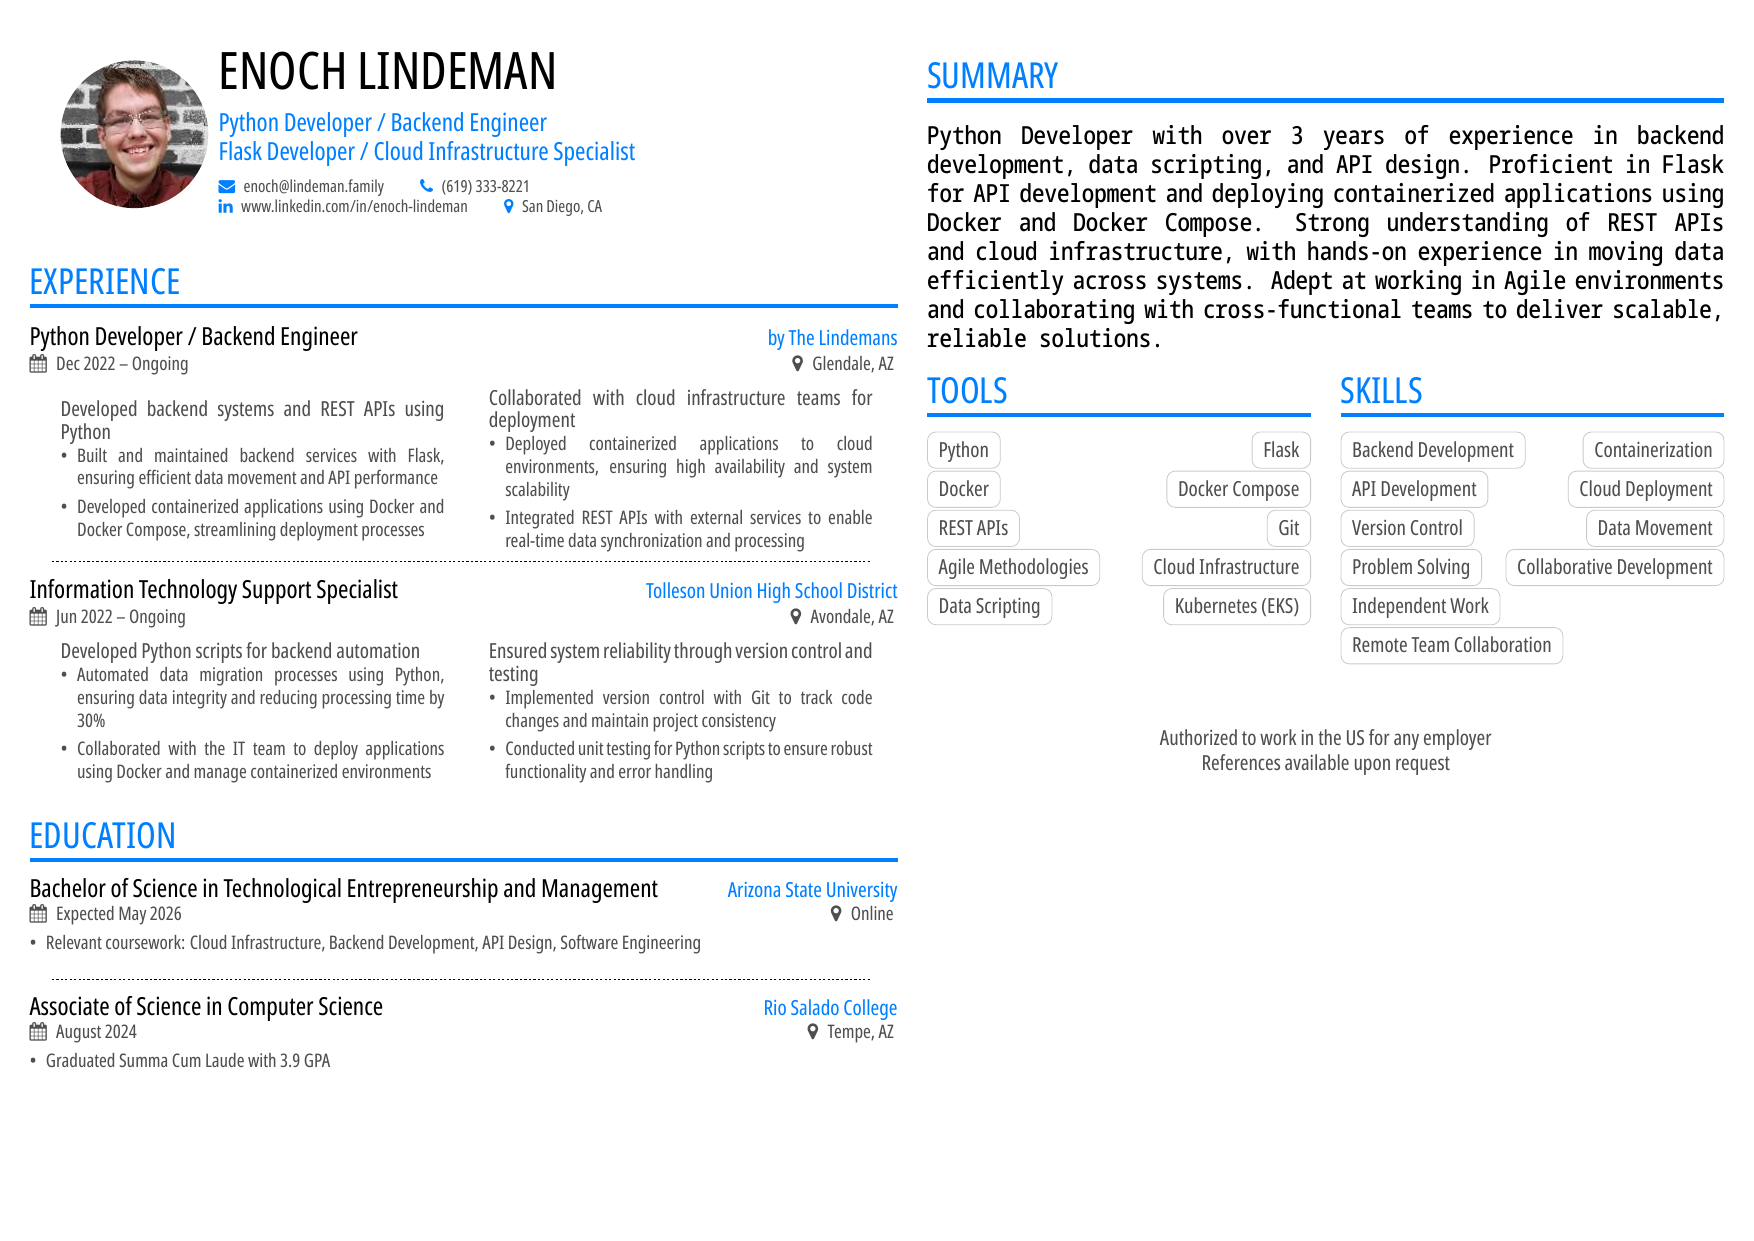 ENOCH LINDEMAN
Python Developer / Backend Engineer
Flask Developer / Cloud Infrastructure Specialist
enoch@lindeman.family (619) 333-8221
www.linkedin.com/in/enoch-lindeman San Diego, CA
EXPERIENCE
Python Developer / Backend Engineer by The Lindemans
Dec 2022 – Ongoing Glendale, AZ
Developed backend systems and REST APIs using
Python
• Built and maintained backend services with Flask,
ensuring efficient data movement and API performance
• Developed containerized applications using Docker and
Docker Compose, streamlining deployment processes
Collaborated with cloud infrastructure teams for
deployment
• Deployed containerized applications to cloud
environments, ensuring high availability and system
scalability
• Integrated REST APIs with external services to enable
real-time data synchronization and processing
Information Technology Support Specialist Tolleson Union High School District
Jun 2022 – Ongoing Avondale, AZ
Developed Python scripts for backend automation
• Automated data migration processes using Python,
ensuring data integrity and reducing processing time by
30%
• Collaborated with the IT team to deploy applications
using Docker and manage containerized environments
Ensured system reliability through version control and
testing
• Implemented version control with Git to track code
changes and maintain project consistency
• Conducted unit testing for Python scripts to ensure robust
functionality and error handling
EDUCATION
Bachelor of Science in Technological Entrepreneurship and Management Arizona State University
Expected May 2026 Online
• Relevant coursework: Cloud Infrastructure, Backend Development, API Design, Software Engineering
Associate of Science in Computer Science Rio Salado College
August 2024 Tempe, AZ
• Graduated Summa Cum Laude with 3.9 GPA
SUMMARY
Python Developer with over 3 years of experience in backend
development, data scripting, and API design. Proficient in Flask
for API development and deploying containerized applications using
Docker and Docker Compose. Strong understanding of REST APIs
and cloud infrastructure, with hands-on experience in moving data
efficiently across systems. Adept at working in Agile environments
and collaborating with cross-functional teams to deliver scalable,
reliable solutions.
TOOLS
Python Flask
Docker Docker Compose
REST APIs Git
Agile Methodologies Cloud Infrastructure
Data Scripting Kubernetes (EKS)
SKILLS
Backend Development Containerization
API Development Cloud Deployment
Version Control Data Movement
Problem Solving Collaborative Development
Independent Work
Remote Team Collaboration
Authorized to work in the US for any employer
References available upon request